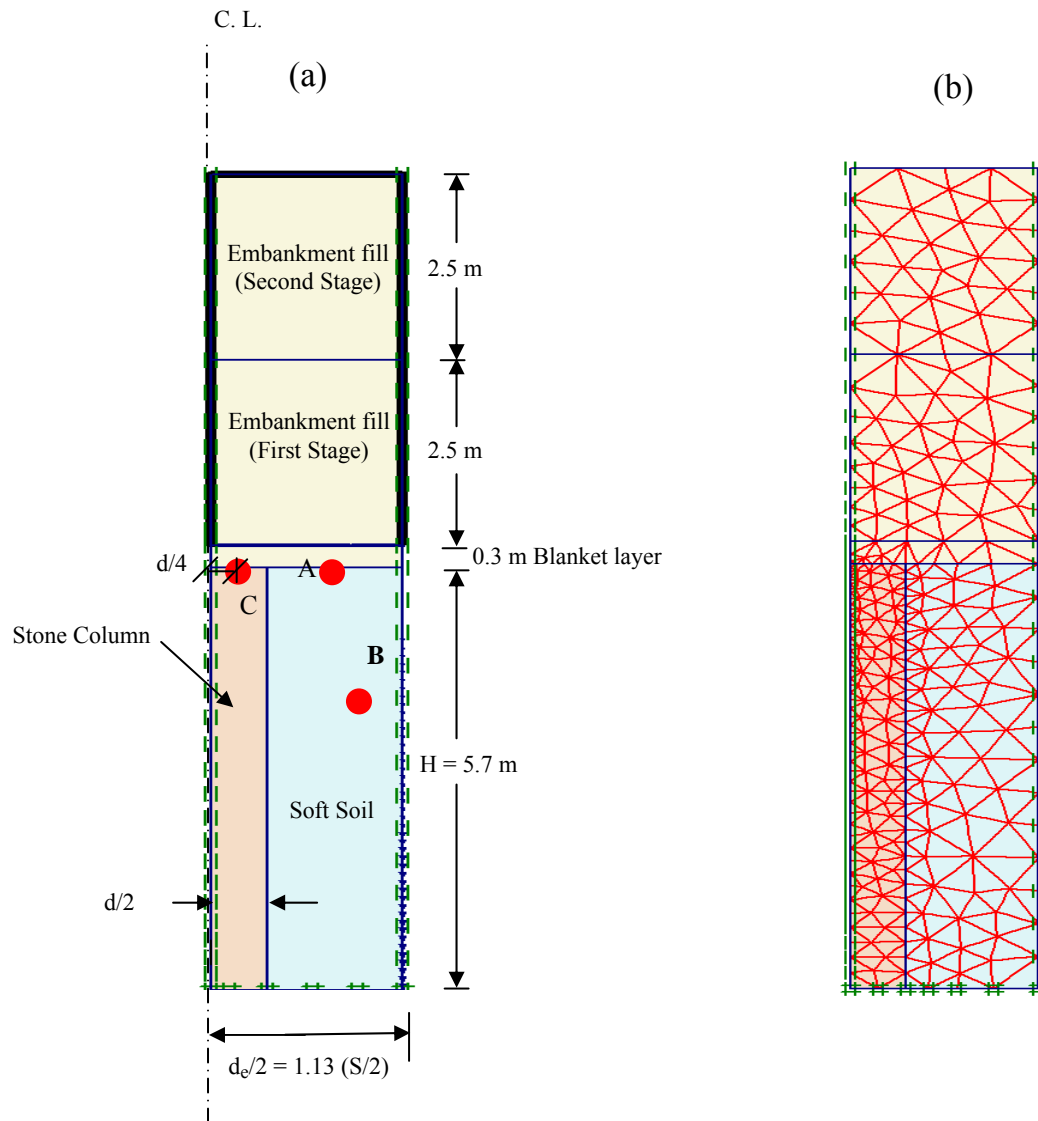 C. L.
(a)
(b)
Embankment fill
(Second Stage)
2.5 m
Embankment fill
(First Stage)
2.5 m
d/4
A
0.3 m Blanket layer
C
Stone Column
B
H = 5.7 m
Soft Soil
d/2
dₑ/2 = 1.13 (S/2)